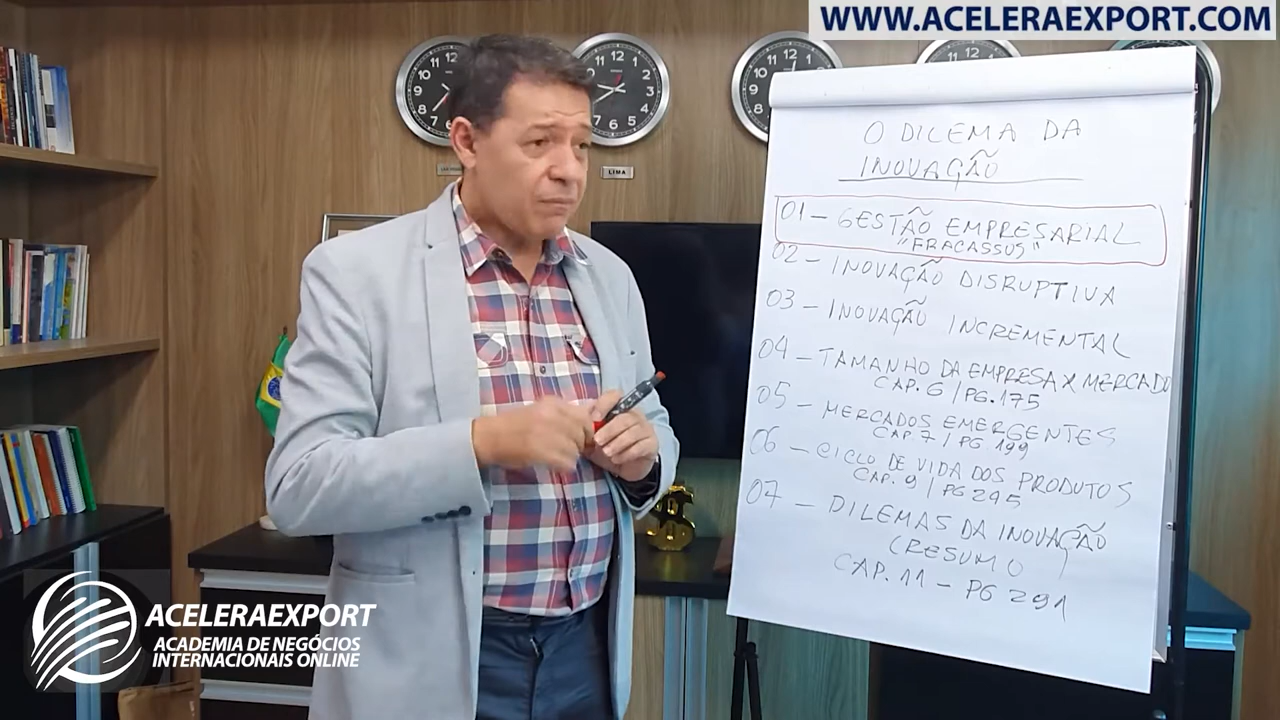 WWW.ACELERAEXPORT.COM
O DILEMA DA
INOVAÇÃO
01 - GESTÃO EMPRESARIAL
"FRACASSOS"
02 - INOVAÇÃO DISRUPTIVA
03 - INOVAÇÃO INCREMENTAL
04 - TAMANHO DA EMPRESA X MERCADO
CAP. 6 / PG. 175
05 - MERCADOS EMERGENTES
CAP. 7 / PG 199
06 - CICLO DE VIDA DOS PRODUTOS
CAP. 9 / PG 245
07 - DILEMAS DA INOVAÇÃO
(RESUMO
CAP. 11 - PG 291
LIMA
ACELERAEXPORT
ACADEMIA DE NEGÓCIOS
INTERNACIONAIS ONLINE